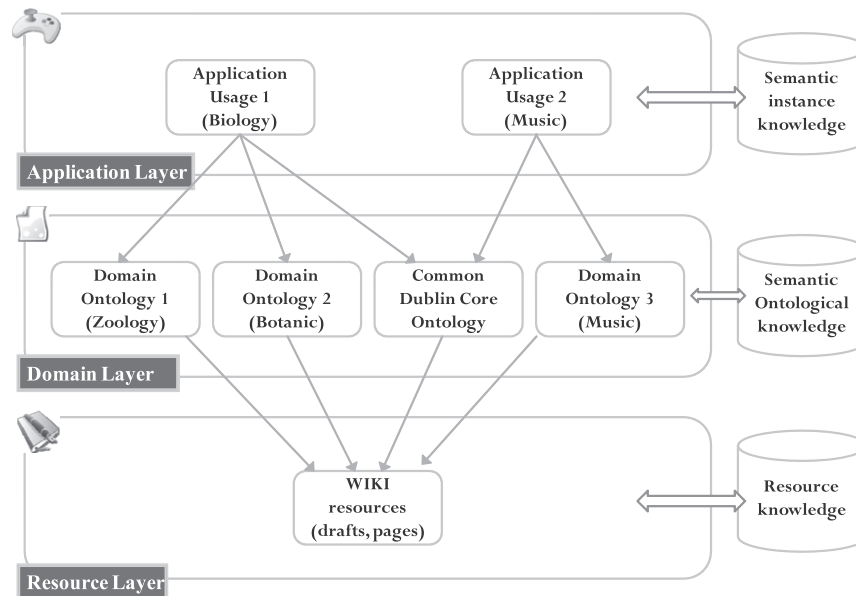 Application
Usage 1
(Biology)
Application
Usage 2
(Music)
Semantic
instance
knowledge
Application Layer
Domain
Ontology 1
(Zoology)
Domain
Ontology 2
(Botanic)
Common
Dublin Core
Ontology
Domain
Ontology 3
(Music)
Semantic
Ontological
knowledge
Domain Layer
WIKI
resources
(drafts, pages)
Resource
knowledge
Resource Layer